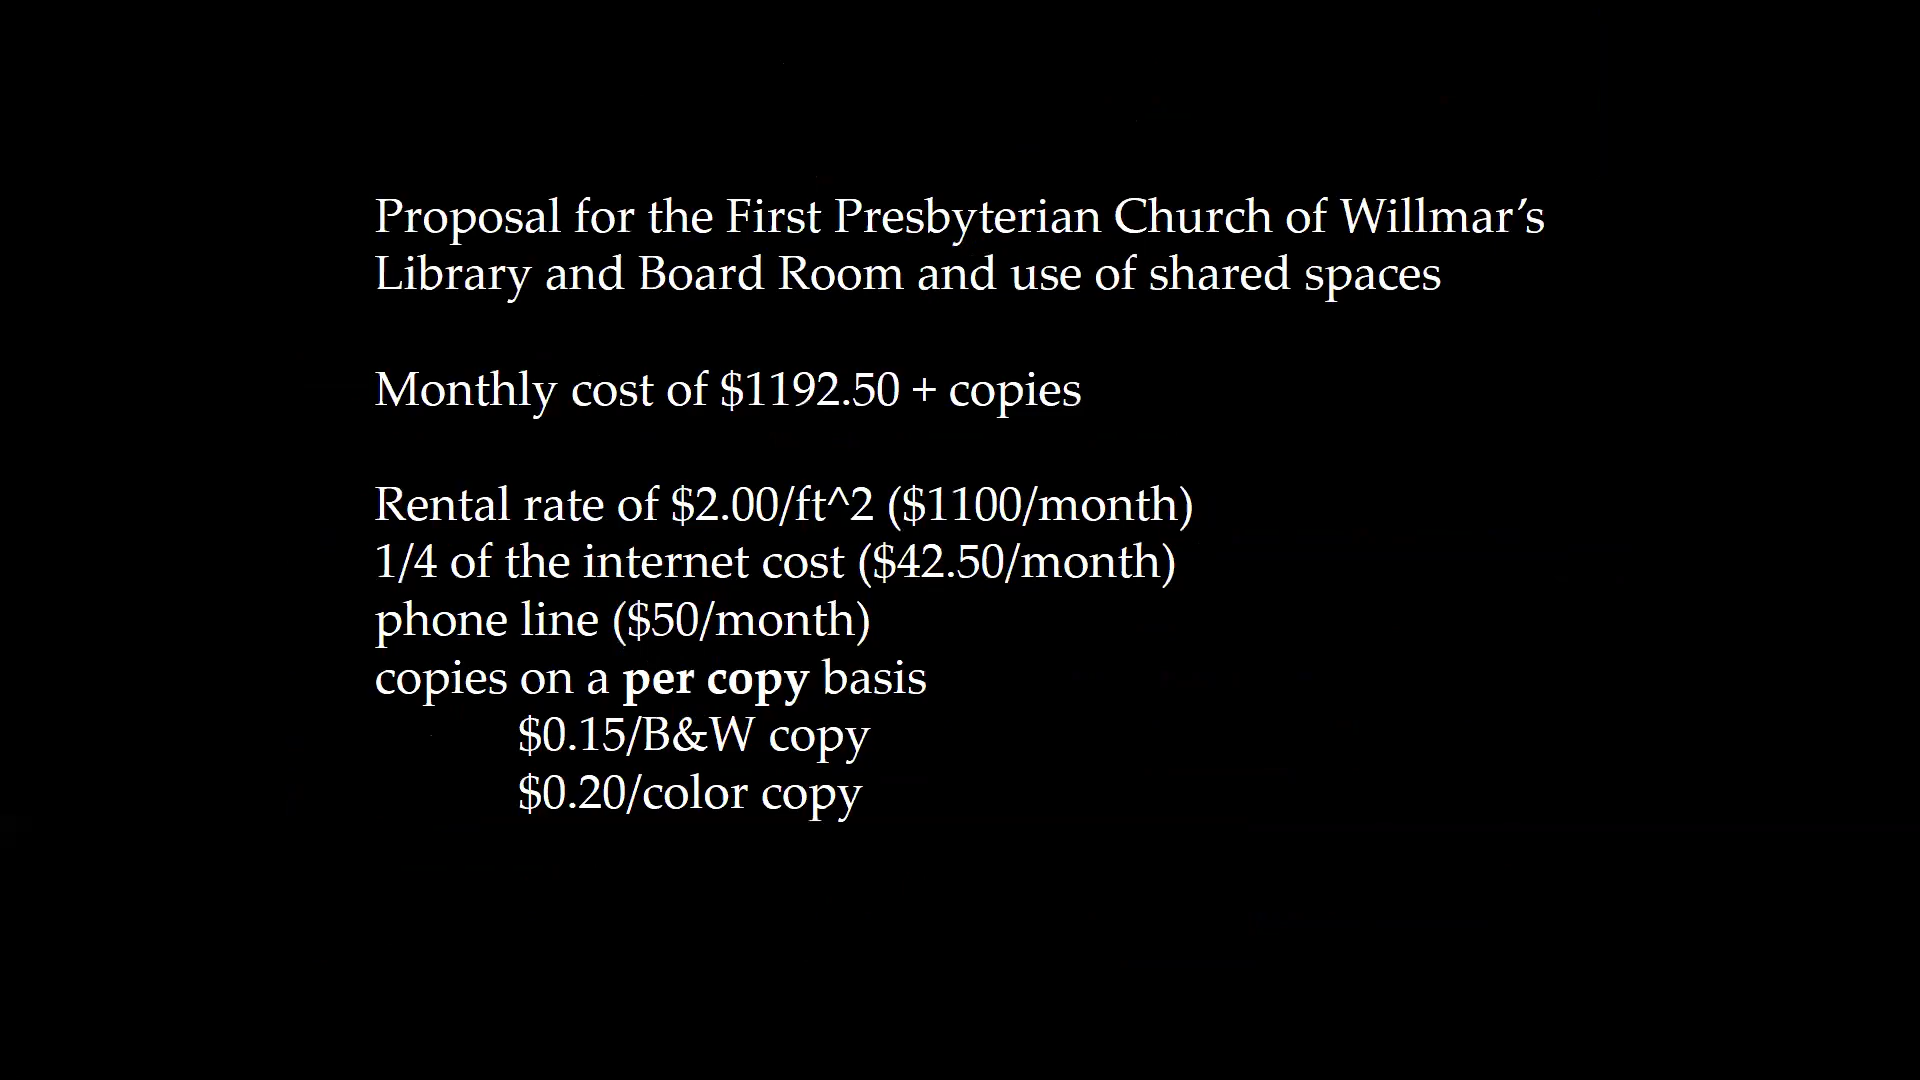 Proposal for the First Presbyterian Church of Willmar’s
Library and Board Room and use of shared spaces
Monthly cost of $1192.50 + copies
Rental rate of $2.00/ft^2 ($1100/month)
1/4 of the internet cost ($42.50/month)
phone line ($50/month)
copies on a per copy basis
$0.15/B&W copy
$0.20/color copy